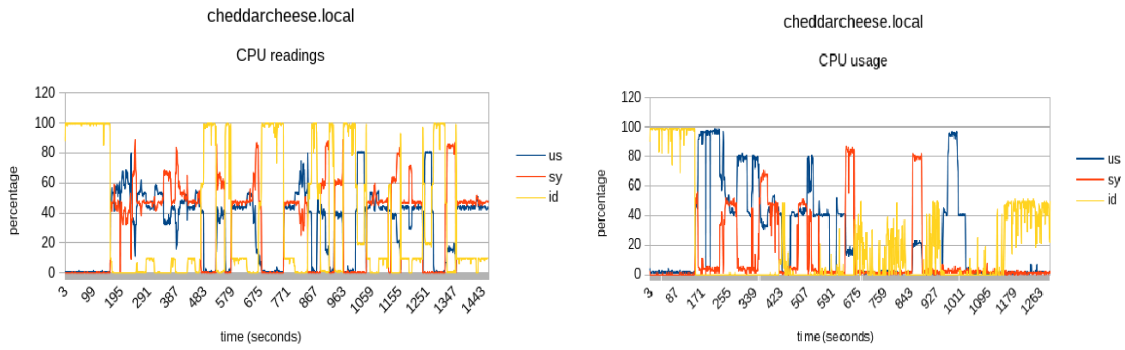 cheddarcheese.local
CPU readings
120
100
80
60
40
20
0
percentage
3 99 195 291 387 483 579 675 771 867 963 1059 1155 1251 1347 1443
time (seconds)
us
sy
id
cheddarcheese.local
CPU usage
120
100
80
60
40
20
0
percentage
3 87 171 255 339 423 507 591 675 759 843 927 1011 1095 1179 1263
time (seconds)
us
sy
id